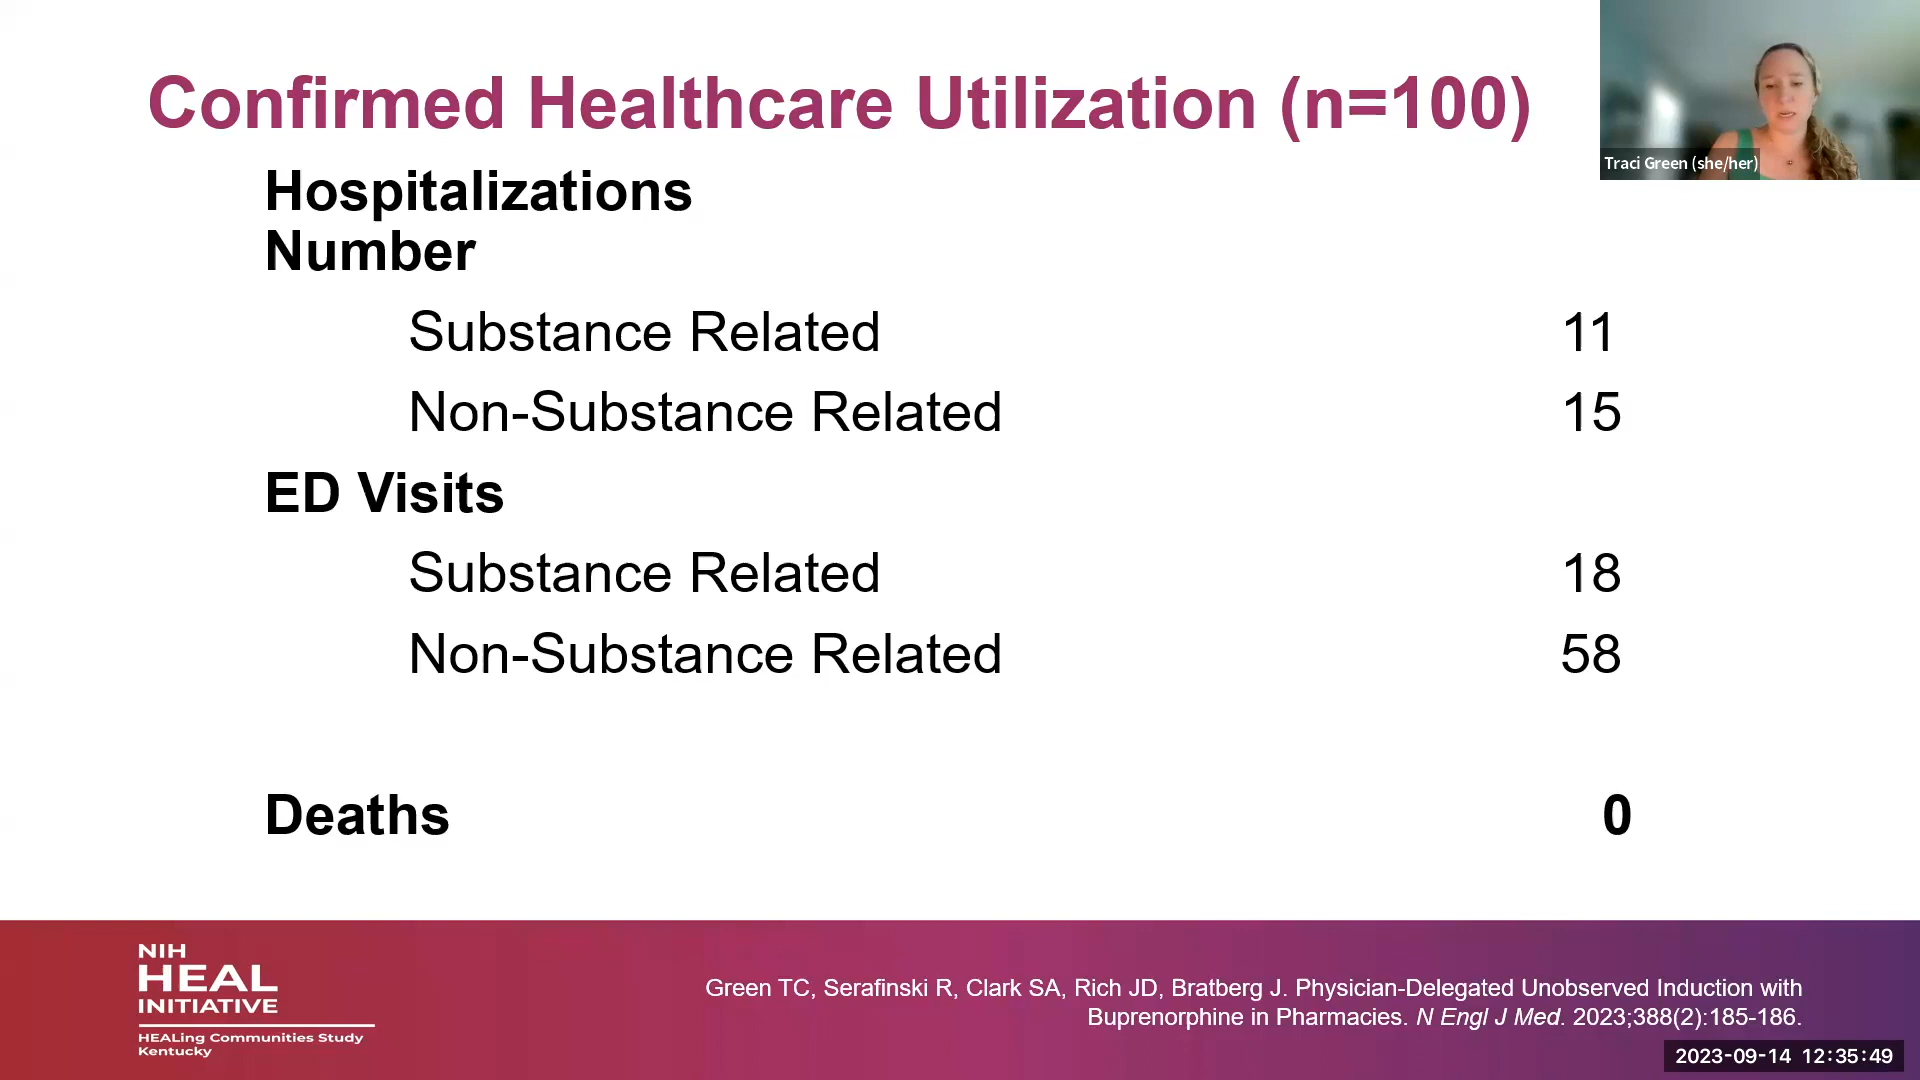 Confirmed Healthcare Utilization (n=100)
Traci Green (she/her)
Hospitalizations
Number
Substance Related 11
Non-Substance Related 15
ED Visits
Substance Related 18
Non-Substance Related 58
Deaths 0
NIH
HEAL
INITIATIVE
HEALing Communities Study
Kentucky
Green TC, Serafinski R, Clark SA, Rich JD, Bratberg J. Physician-Delegated Unobserved Induction with
Buprenorphine in Pharmacies. N Engl J Med. 2023;388(2):185-186.
2023-09-14 12:35:49